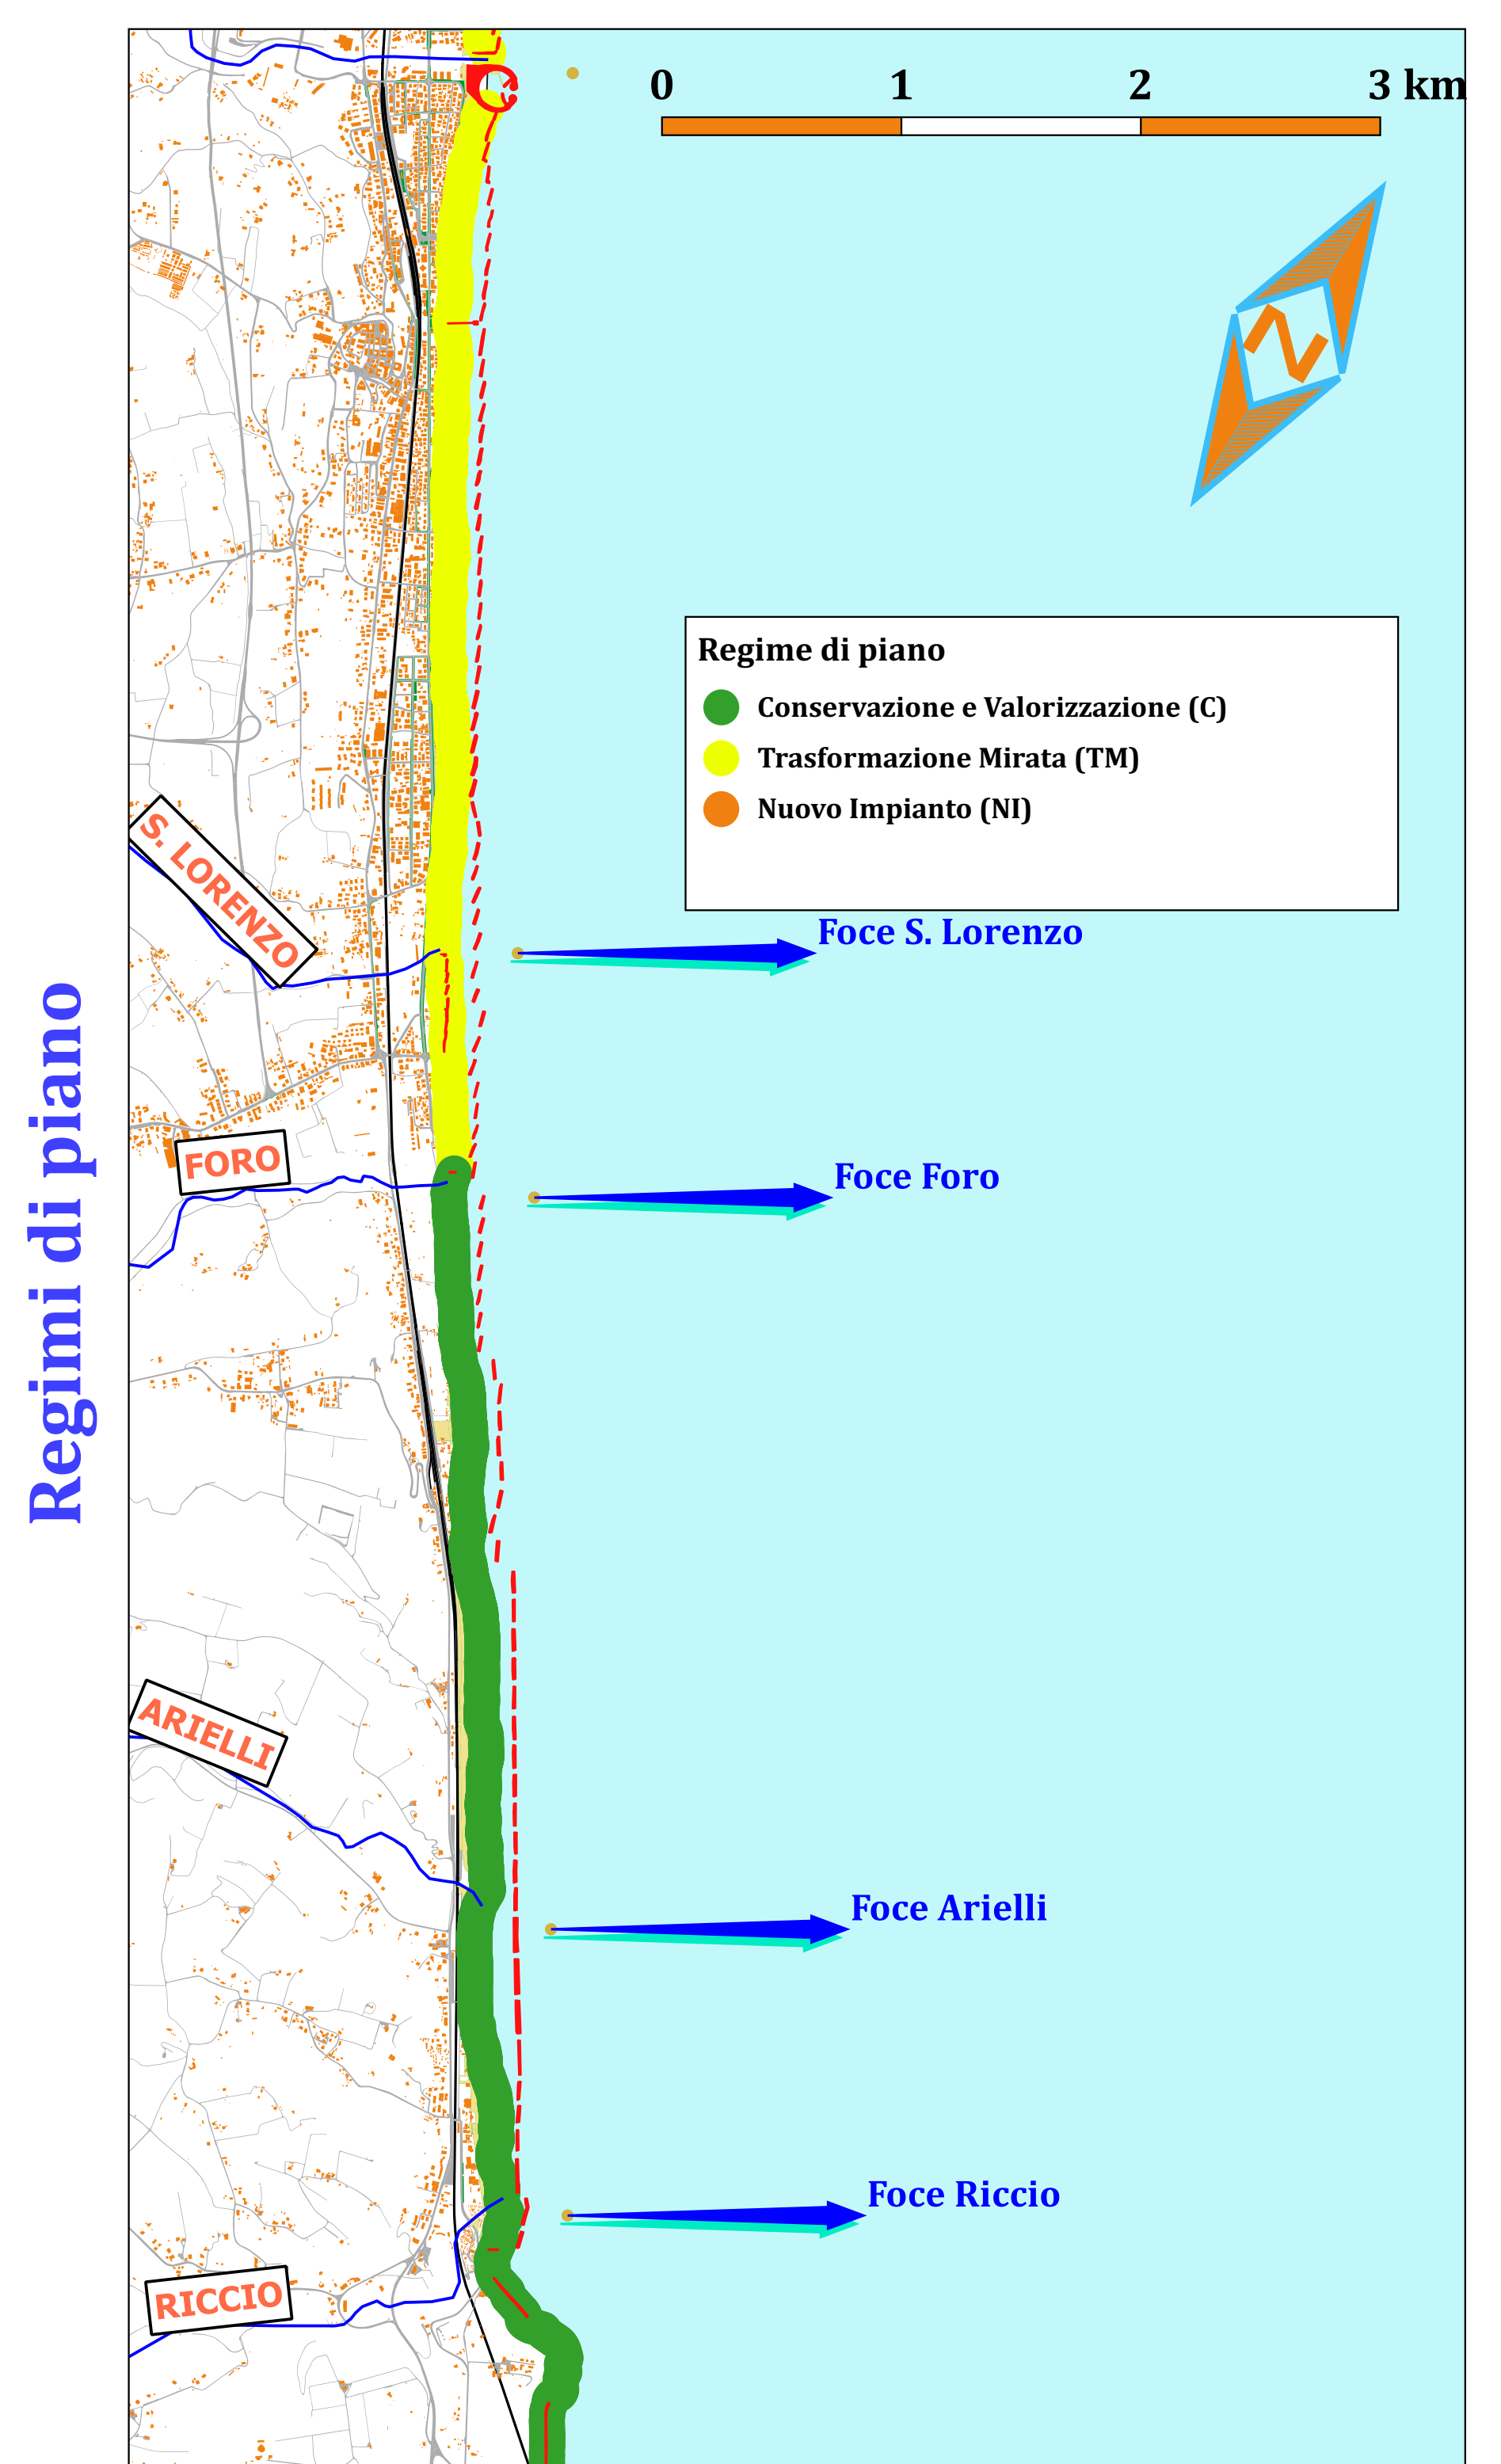 0 1 2 3 km
N
Regime di piano
Conservazione e Valorizzazione (C)
Trasformazione Mirata (TM)
Nuovo Impianto (NI)
S. LORENZO
Foce S. Lorenzo
Regimi di piano
FORO
Foce Foro
ARIELLI
Foce Arielli
Foce Riccio
RICCIO